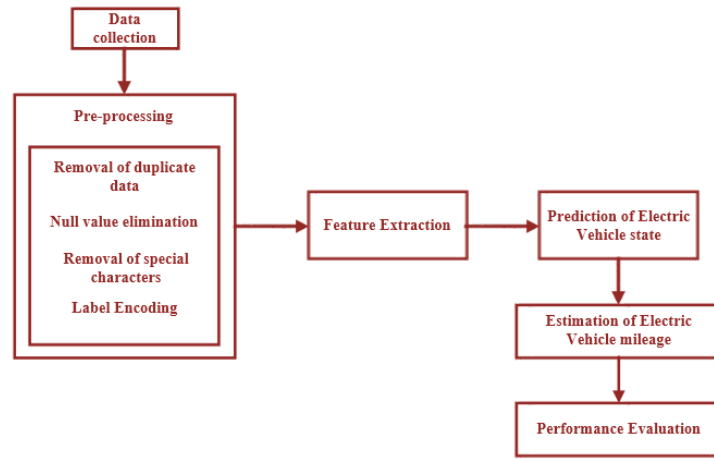 Data
collection
Pre-processing
Removal of duplicate
data
Null value elimination
Removal of special
characters
Label Encoding
Feature Extraction
Prediction of Electric
Vehicle state
Estimation of Electric
Vehicle mileage
Performance Evaluation